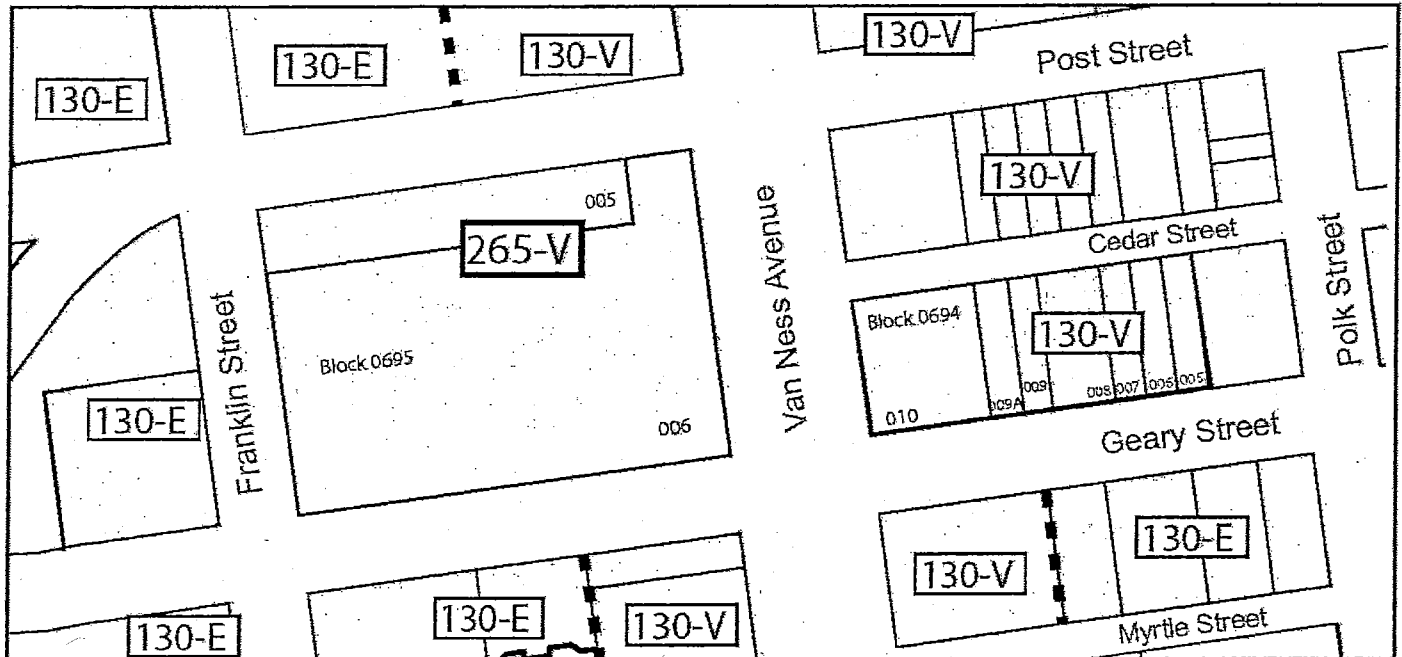 130-V
130-E
130-V
Post Street
130-E
130-V
005
265-V
Cedar Street
Van Ness Avenue
Polk Street
Franklin Street
Block 0695
Block 0694
130-V
006
130-E
010
009A
009
008
007
006
005
Geary Street
130-V
130-E
130-E
130-V
130-E
Myrtle Street